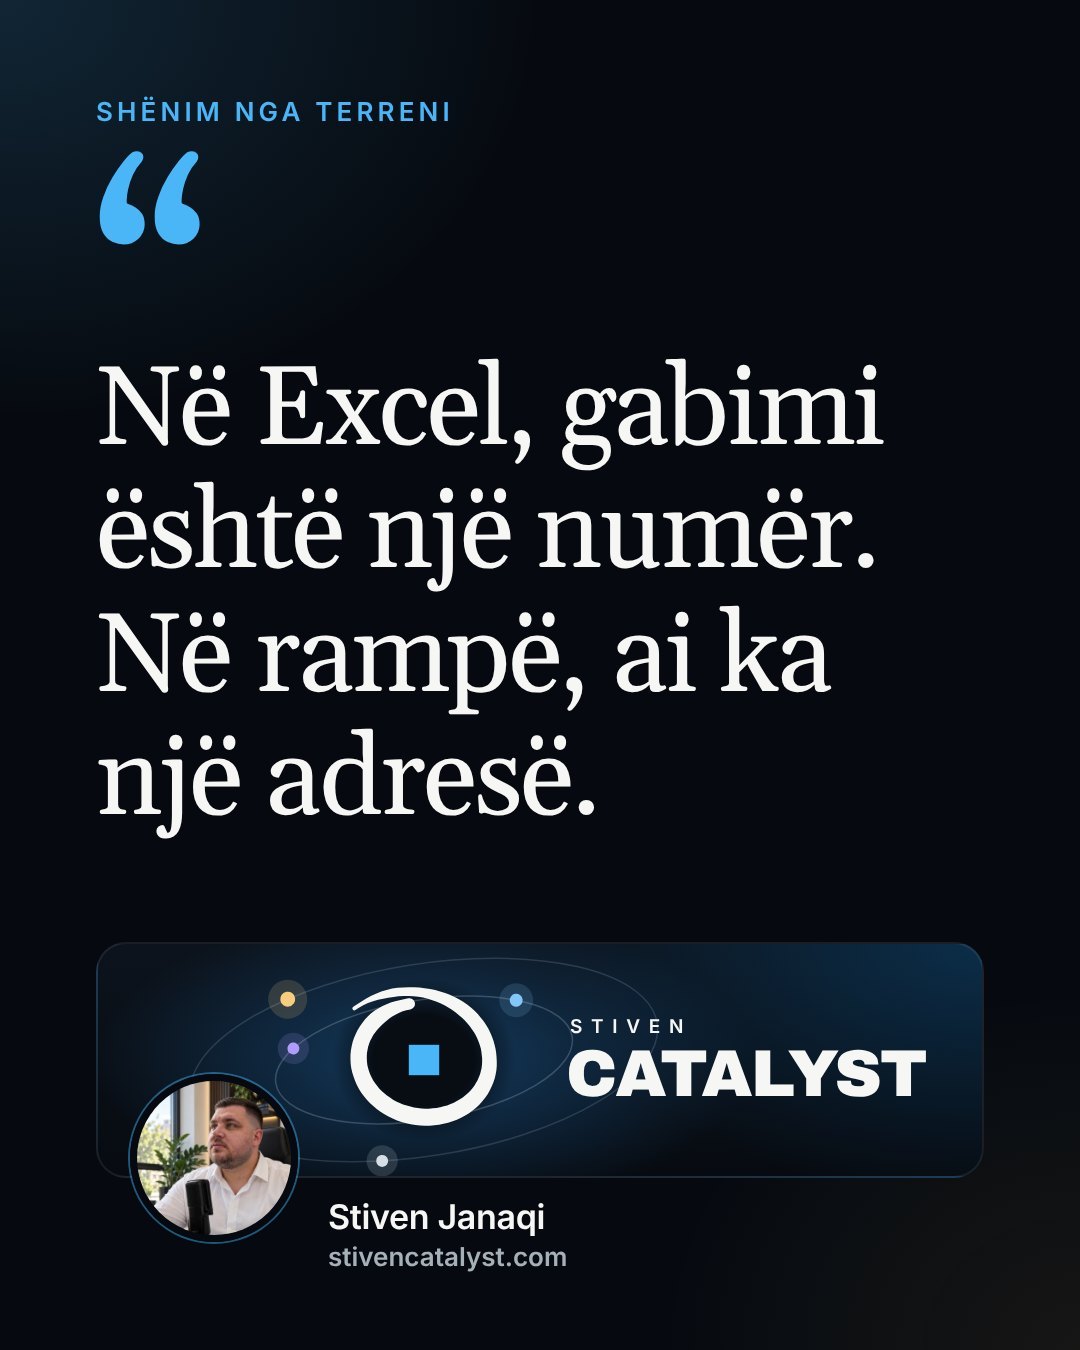 SHËNIM NGA TERRENI
“
Në Excel, gabimi
është një numër.
Në rampë, ai ka
një adresë.
STIVEN
CATALYST
Stiven Janaqi
stivencatalyst.com